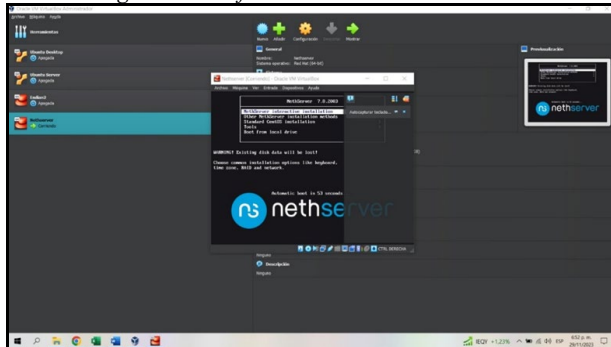 Oracle VM VirtualBox Administrador
Archivo Máquina Ayuda
Herramientas
Ubuntu Desktop
Apagada
Ubuntu Server
Apagada
Apagada
Nethserver
Corriendo
Nueva Añadir Configuración Mostrar
General
Nombre: Nethserver
Sistema operativo: Red Hat (64-bit)
Previsualización
Nethserver [Corriendo] - Oracle VM VirtualBox
Archivo Máquina Ver Entrada Dispositivos Ayuda
NethServer 7.9.2003
NethServer interactive installation
Other NethServer installation methods
Standard CentOS installation
Tools
Boot from local drive
WARNING! Existing disk data will be lost!
Choose common installation options like keyboard,
time zone, RAID and network.
Automatic boot in 53 seconds
nethserver
CTRL DERECHA
Ninguno
Descripción
Ninguno
nethserver
+1.23%
ESP
6:52 p. m.
29/11/2023